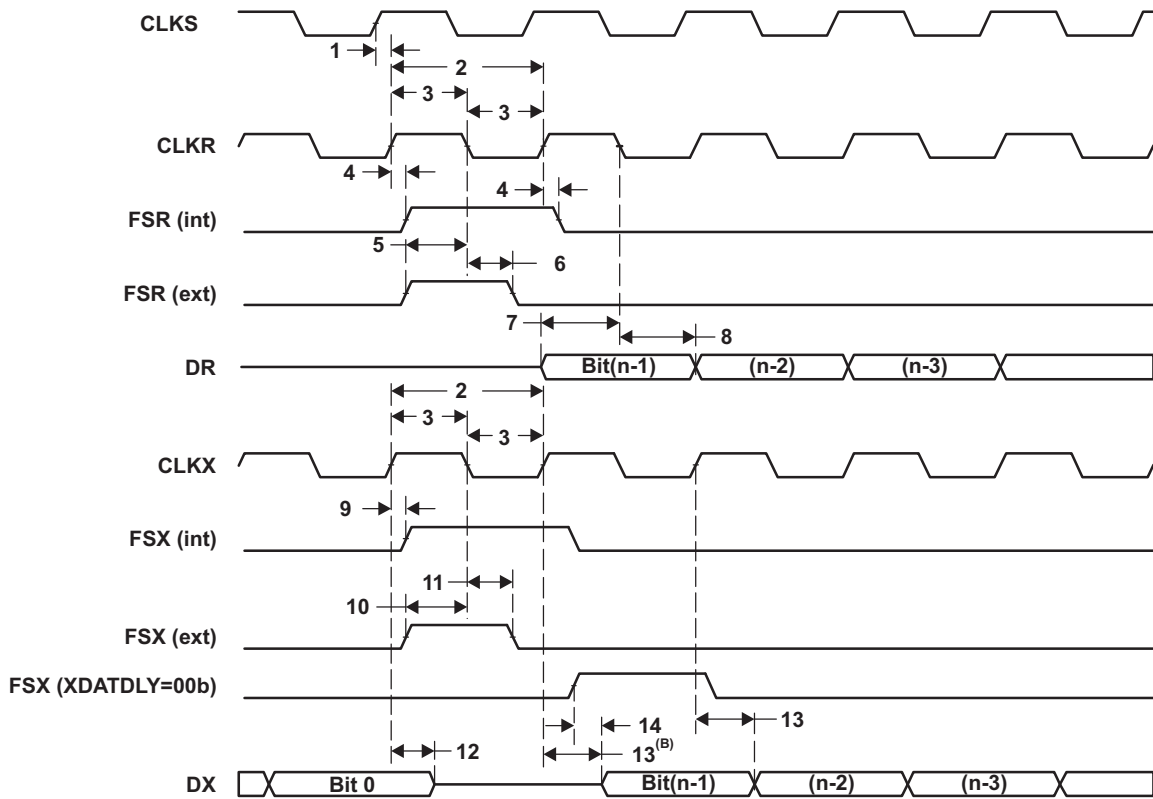 CLKS
1
2
3
3
CLKR
4
4
FSR (int)
5
6
FSR (ext)
7
8
DR
Bit(n-1)
(n-2)
(n-3)
2
3
3
CLKX
9
FSX (int)
11
10
FSX (ext)
FSX (XDATDLY=00b)
14
13
13(B)
12
DX
Bit 0
Bit(n-1)
(n-2)
(n-3)